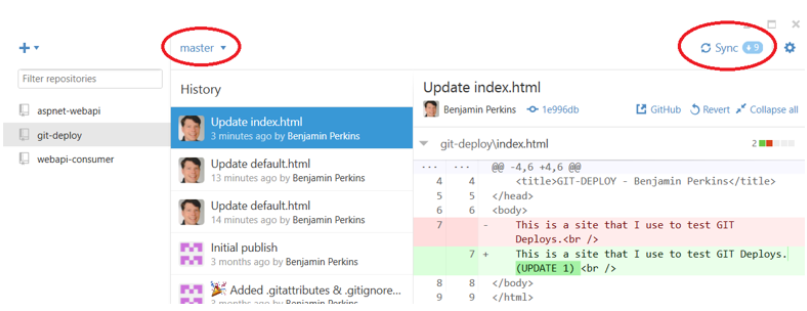 master
Sync 9
Filter repositories
aspnet-webapi
git-deploy
webapi-consumer
History
Update index.html
3 minutes ago by Benjamin Perkins
Update default.html
13 minutes ago by Benjamin Perkins
Update default.html
14 minutes ago by Benjamin Perkins
Initial publish
3 months ago by Benjamin Perkins
Added .gitattributes & .gitignore...
3 months ago by Benjamin Perkins
Update index.html
Benjamin Perkins 1e996db GitHub Revert Collapse all
git-deploy\index.html 2
... ... @@ -4,6 +4,6 @@
4 4 <title>GIT-DEPLOY - Benjamin Perkins</title>
5 5 </head>
6 6 <body>
7 - This is a site that I use to test GIT
Deploys.<br />
7 + This is a site that I use to test GIT Deploys.
(UPDATE 1) <br />
8 8 </body>
9 9 </html>